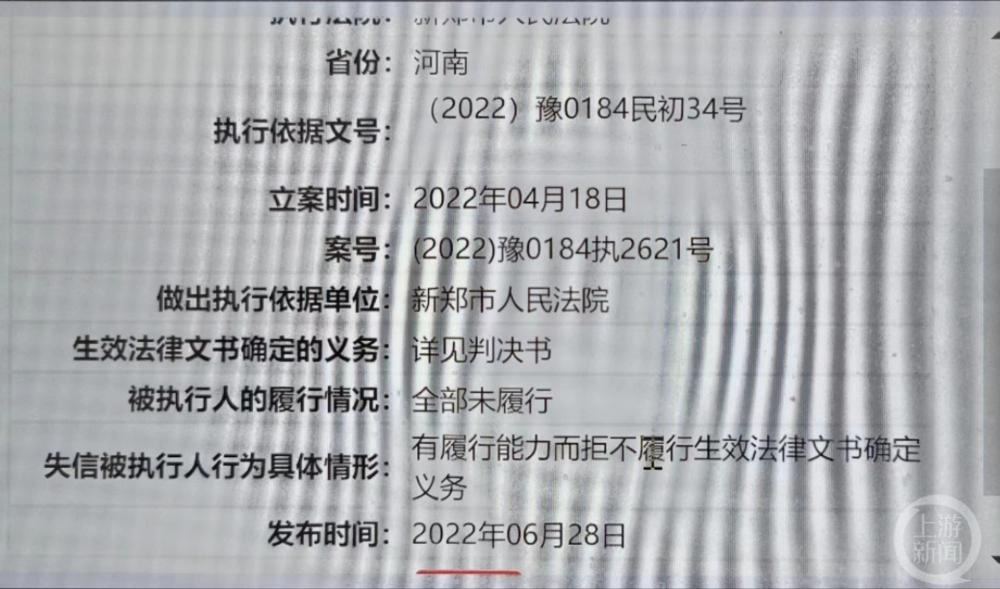 执行法院：新郑市人民法院
省份：河南
（2022）豫0184民初34号
执行依据文号：
立案时间：2022年04月18日
案号：(2022)豫0184执2621号
做出执行依据单位：新郑市人民法院
生效法律文书确定的义务：详见判决书
被执行人的履行情况：全部未履行
有履行能力而拒不履行生效法律文书确定
失信被执行人行为具体情形：
义务
发布时间：2022年06月28日
上游
新闻